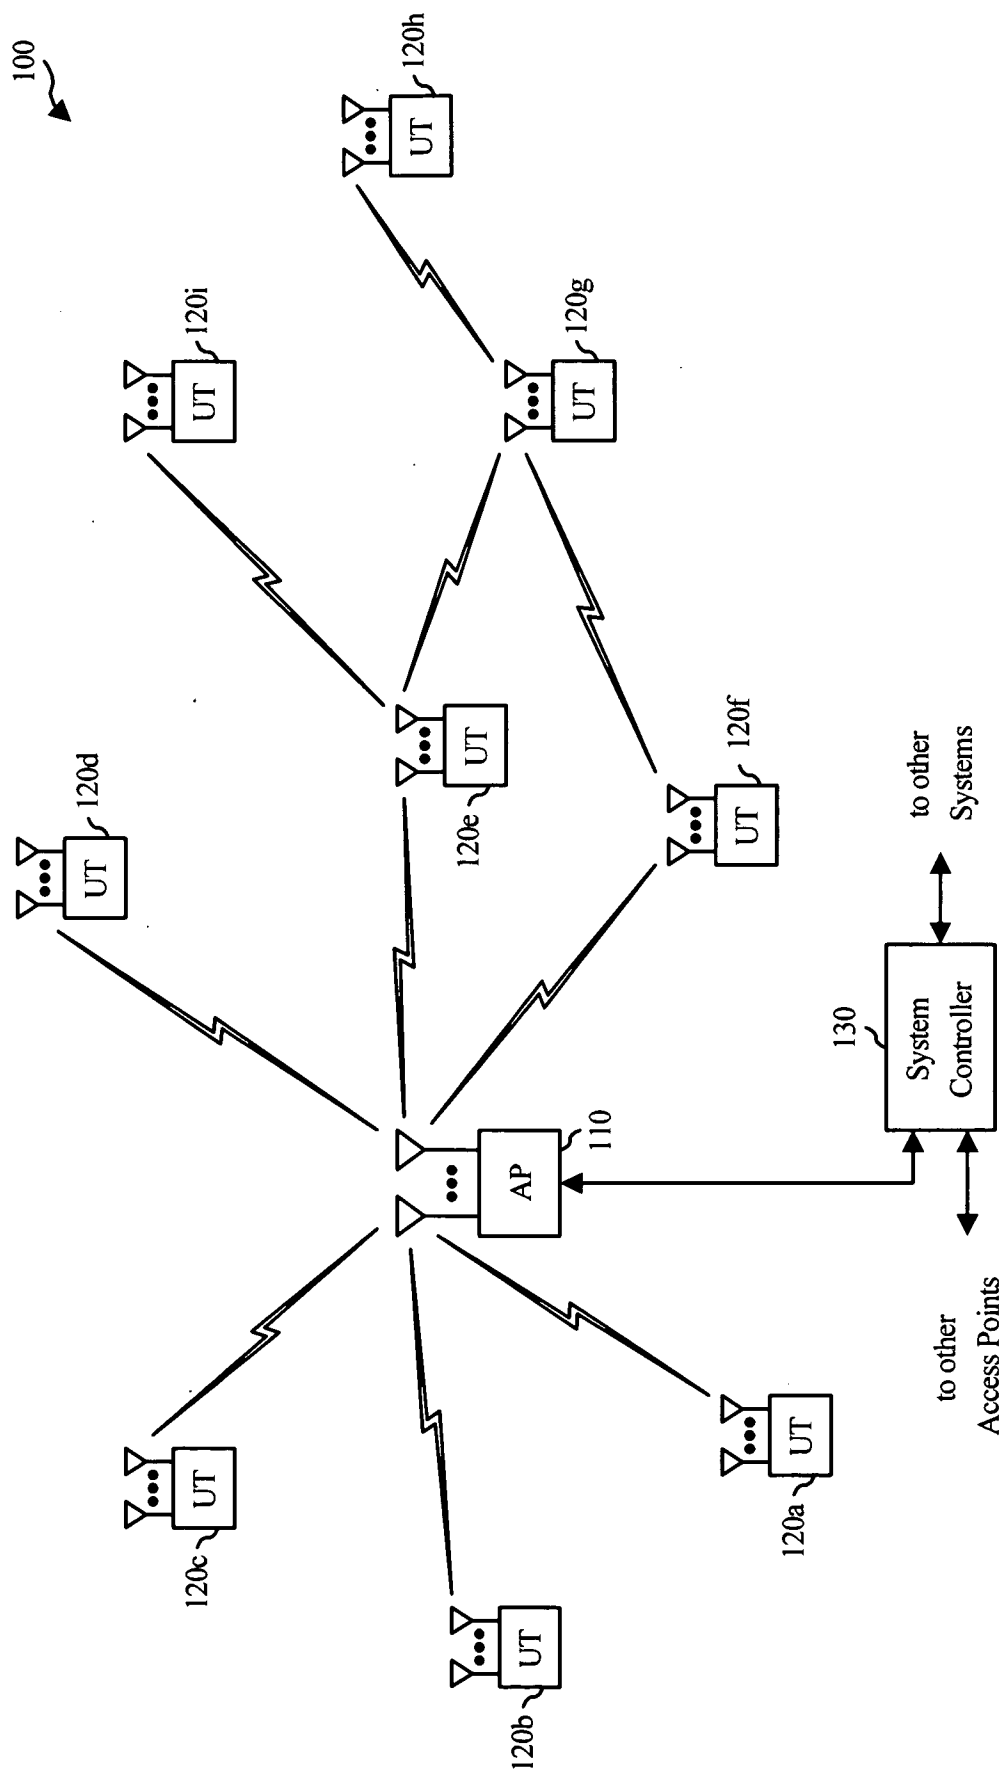 100
120d
UT
120i
UT
120h
UT
120c
UT
120e
UT
120g
UT
AP
110
120b
UT
120f
UT
120a
UT
130
System
Controller
to other
Systems
to other
Access Points